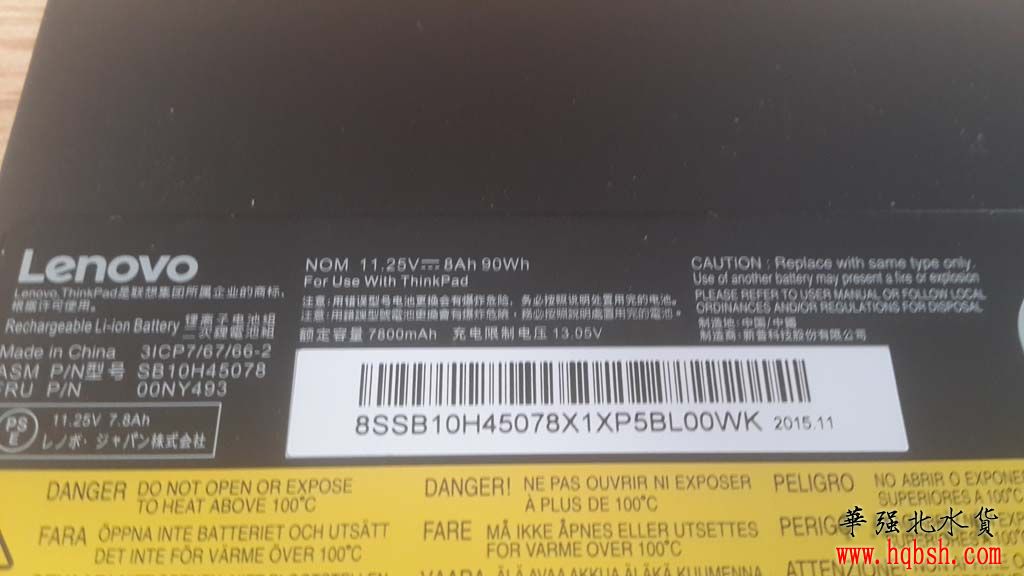 Lenovo
Lenovo,ThinkPad是联想集团所属企业的商标,
根据许可使用。
Rechargeable Li-ion Battery 锂离子电池组
二次鋰電池組
Made in China 3ICP7/67/66-2
ASM P/N型号 SB10H45078
FRU P/N 00NY493
PS
E
11.25V 7.8Ah
レノボ・ジャパン株式会社
NOM 11.25V⎓8Ah 90Wh
For Use With ThinkPad
注意:用错误型号电池更换会有爆炸危险,务必按照说明处置用完的电池。
注意:用錯誤型號電池更換會有爆炸危險,務必按照說明處置用完的電池。
额定容量 7800mAh 充电限制电压 13.05V
8SSB10H45078X1XP5BL00WK 2015.11
CAUTION : Replace with same type only.
Use of another battery may present a fire or explosion
PLEASE REFER TO USER MANUAL OR FOLLOW LOCAL
ORDINANCES AND/OR REGULATIONS FOR DISPOSAL
制造地:中国/中國
制造商:新普科技股份有限公司
DANGER DO NOT OPEN OR EXPOSE
TO HEAT ABOVE 100°C
FARA ÖPPNA INTE BATTERIET OCH UTSÄTT
DET INTE FÖR VÄRME ÖVER 100°C
DANGER! NE PAS OUVRIR NI EXPOSER
À PLUS DE 100°C
FARE MÅ IKKE ÅPNES ELLER UTSETTES
FOR VARME OVER 100°C
VAARA ÄLÄ AVAA AKKUA ÄLÄKÄ KUUMENNA
PELIGRO NO ABRIR O EXPONE
SUPERIORES A 100°C
PERIG
ATTENZION
華强北水貨
www.hqbsh.com